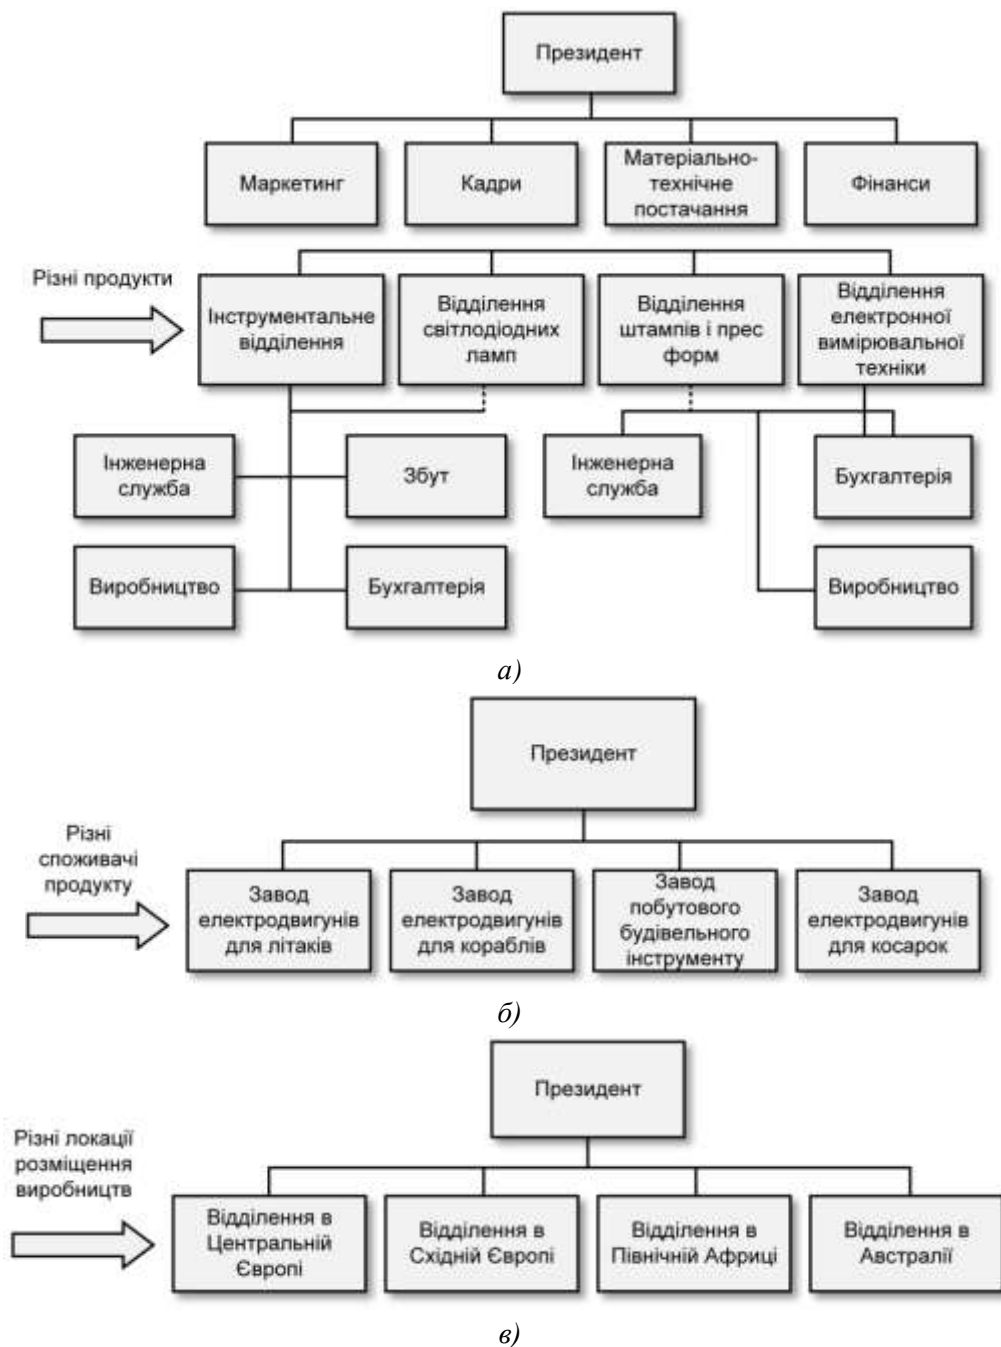 Президент
Маркетинг
Кадри
Матеріально-
технічне
постачання
Фінанси
Різні продукти
Інструментальне
відділення
Відділення
світлодіодних
ламп
Відділення
штампів і прес
форм
Відділення
електронної
вимірювальної
техніки
Інженерна
служба
Збут
Інженерна
служба
Бухгалтерія
Виробництво
Бухгалтерія
Виробництво
а)
Президент
Різні
споживачі
продукту
Завод
електродвигунів
для літаків
Завод
електродвигунів
для кораблів
Завод
побутового
будівельного
інструменту
Завод
електродвигунів
для косарок
б)
Президент
Різні локації
розміщення
виробництв
Відділення в
Центральній
Європі
Відділення в
Східній Європі
Відділення в
Північній Африці
Відділення в
Австралії
в)